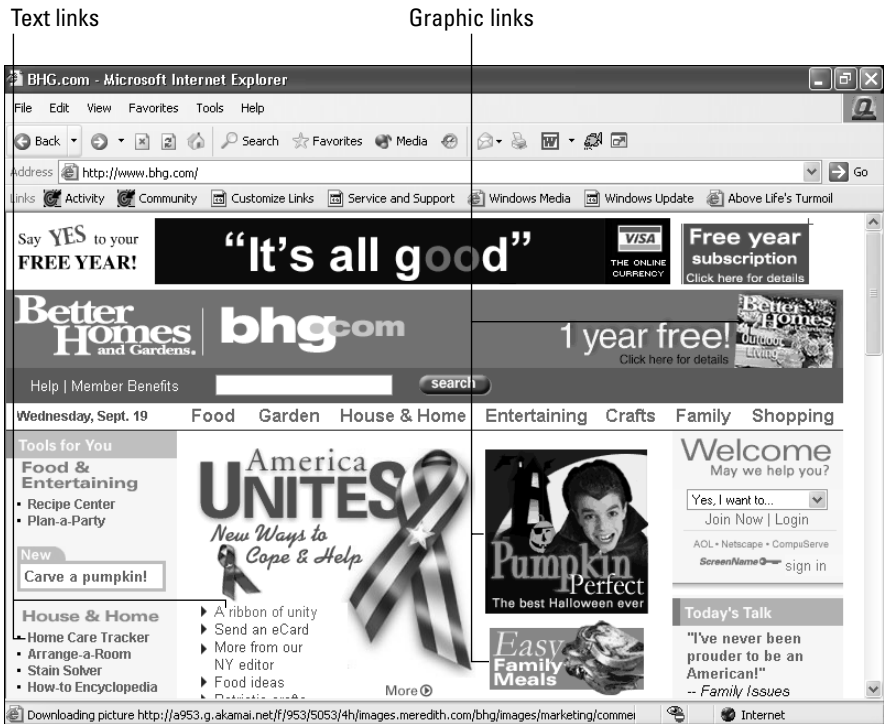 Text links
Graphic links
BHG.com - Microsoft Internet Explorer
File Edit View Favorites Tools Help
Back Search Favorites Media
Address http://www.bhg.com/ Go
Links Activity Community Customize Links Service and Support Windows Media Windows Update Above Life's Turmoil
Say YES to your
FREE YEAR!
“It's all good”
VISA
THE ONLINE
CURRENCY
Free year
subscription
Click here for details
Better
Homes
and Gardens.
bhg.com
1 year free!
Click here for details
Better
Homes
Outdoor
Living
Help | Member Benefits
search
Wednesday, Sept. 19 Food Garden House & Home Entertaining Crafts Family Shopping
Tools for You
Food &
Entertaining
• Recipe Center
• Plan-a-Party
New
Carve a pumpkin!
House & Home
• Home Care Tracker
• Arrange-a-Room
• Stain Solver
• How-to Encyclopedia
America
UNITES
New Ways to
Cope & Help
A ribbon of unity
Send an eCard
More from our
NY editor
Food ideas
Patriotic crafts
More
Pumpkin
Perfect
The best Halloween ever
Easy
Family
Meals
Welcome
May we help you?
Yes, I want to...
Join Now | Login
AOL • Netscape • CompuServe
ScreenName sign in
Today's Talk
"I've never been
prouder to be an
American!"
-- Family Issues
Downloading picture http://a953.g.akamai.net/f/953/5053/4h/images.meredith.com/bhg/images/marketing/commer Internet